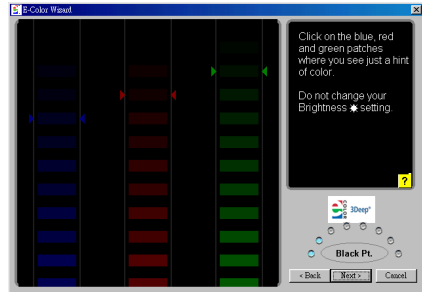 E-Color Wizard
Click on the blue, red
and green patches
where you see just a hint
of color.
Do not change your
Brightness setting.
?
COLOR
3Deep
Black Pt.
< Back
Next >
Cancel